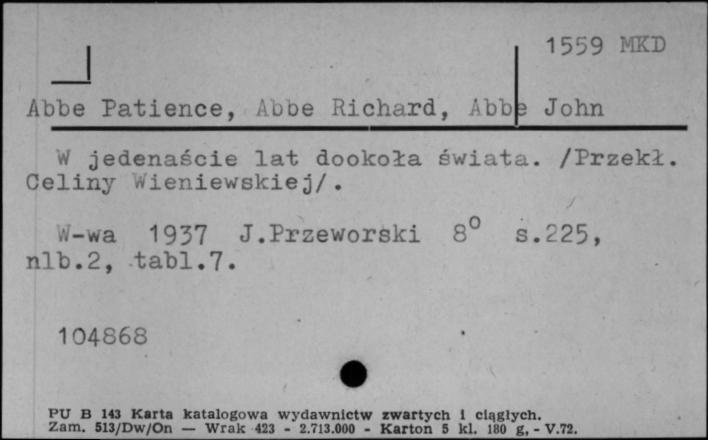 1559 MKD
Abbe Patience, Abbe Richard, Abbe John
W jedenaście lat dookoła świata. /Przekł.
Celiny Wieniewskiej/.
W-wa 1937 J.Przeworski 8⁰ s.225,
nlb.2, tabl.7.
104868
PU B 143 Karta katalogowa wydawnictw zwartych i ciągłych.
Zam. 513/Dw/On — Wrak 423 - 2.713.000 - Karton 5 kl. 180 g, - V.72.